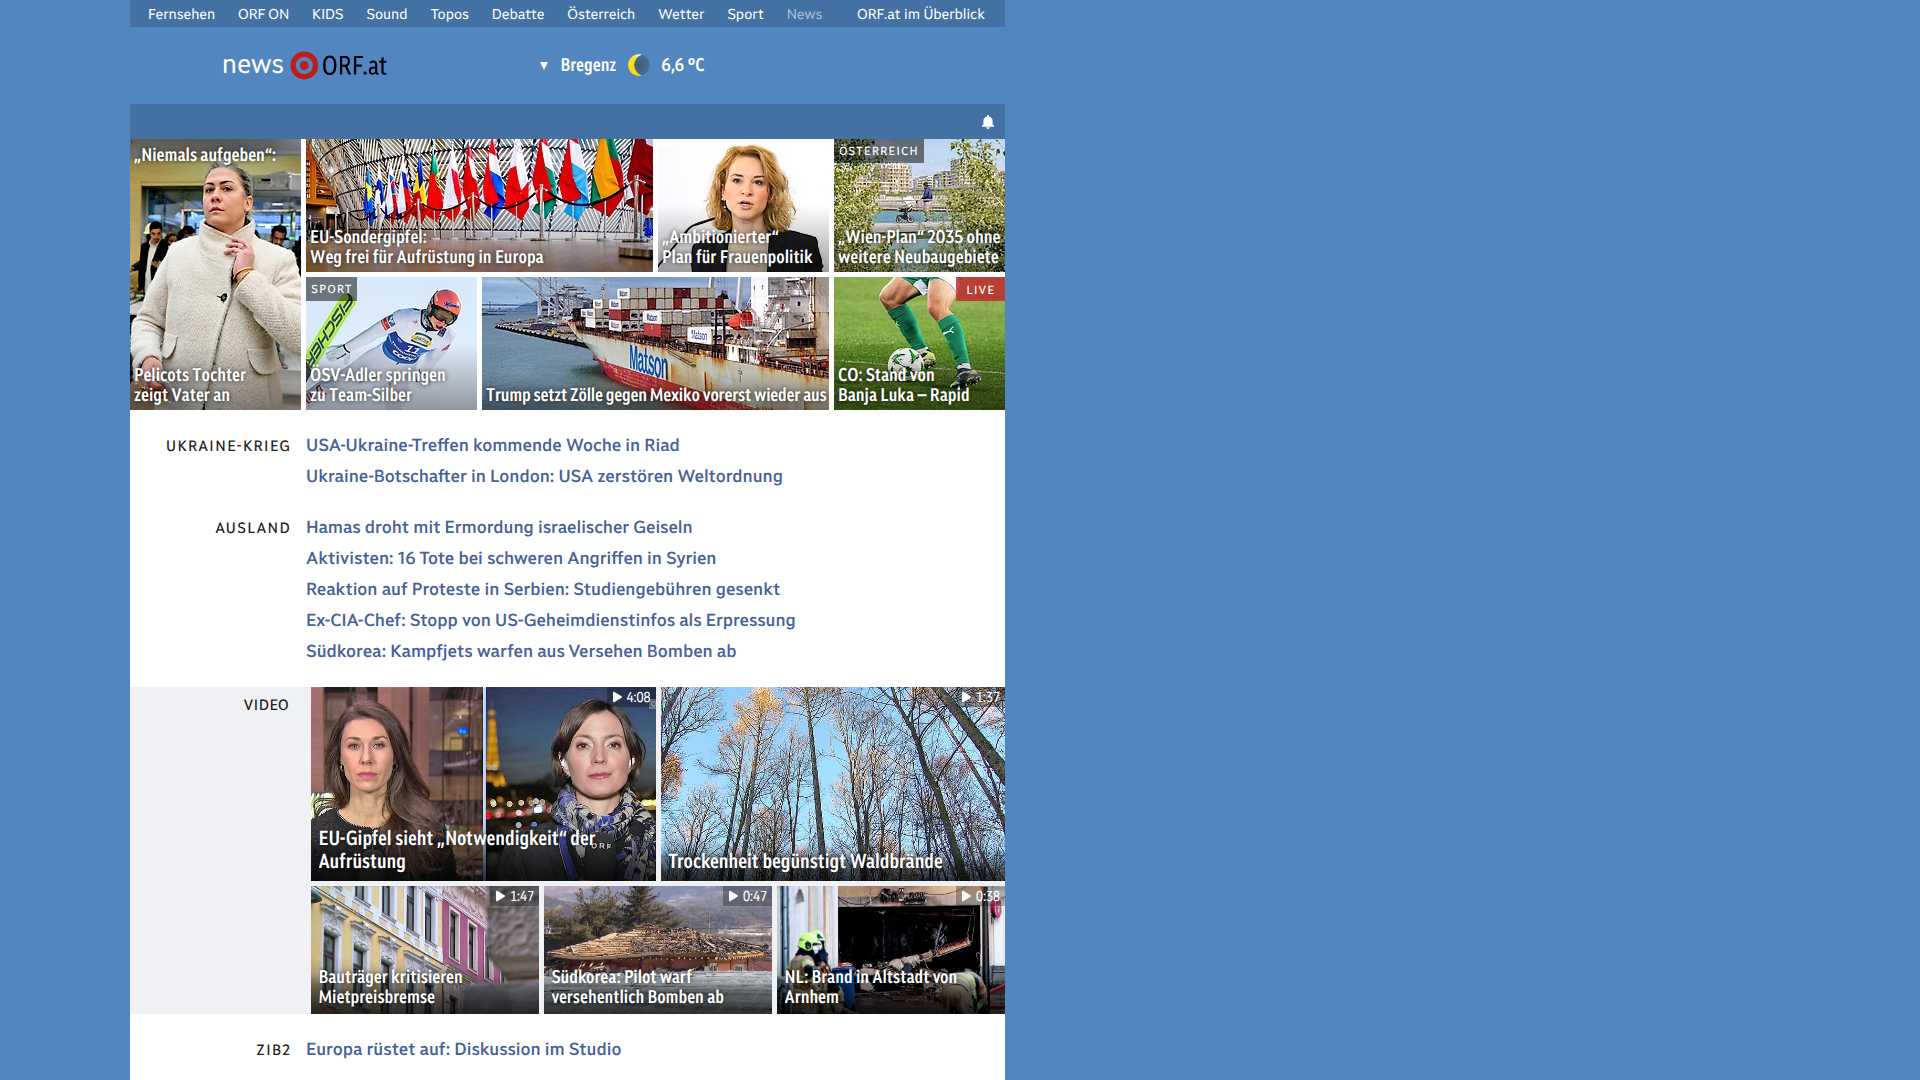 Fernsehen ORF ON KIDS Sound Topos Debatte Österreich Wetter Sport News ORF.at im Überblick
news ORF.at
Bregenz 6,6 °C
„Niemals aufgeben“:
Pelicots Tochter
zeigt Vater an
EU-Sondergipfel:
Weg frei für Aufrüstung in Europa
„Ambitionierter“
Plan für Frauenpolitik
ÖSTERREICH
„Wien-Plan“ 2035 ohne
weitere Neubaugebiete
SPORT
ÖSV-Adler springen
zu Team-Silber
Matson
Trump setzt Zölle gegen Mexiko vorerst wieder aus
LIVE
CO: Stand von
Banja Luka – Rapid
UKRAINE-KRIEG
USA-Ukraine-Treffen kommende Woche in Riad
Ukraine-Botschafter in London: USA zerstören Weltordnung
AUSLAND
Hamas droht mit Ermordung israelischer Geiseln
Aktivisten: 16 Tote bei schweren Angriffen in Syrien
Reaktion auf Proteste in Serbien: Studiengebühren gesenkt
Ex-CIA-Chef: Stopp von US-Geheimdienstinfos als Erpressung
Südkorea: Kampfjets warfen aus Versehen Bomben ab
VIDEO
4:08
EU-Gipfel sieht „Notwendigkeit“ der
Aufrüstung
1:37
Trockenheit begünstigt Waldbrände
1:47
Bauträger kritisieren
Mietpreisbremse
0:47
Südkorea: Pilot warf
versehentlich Bomben ab
0:38
NL: Brand in Altstadt von
Arnhem
ZIB2
Europa rüstet auf: Diskussion im Studio